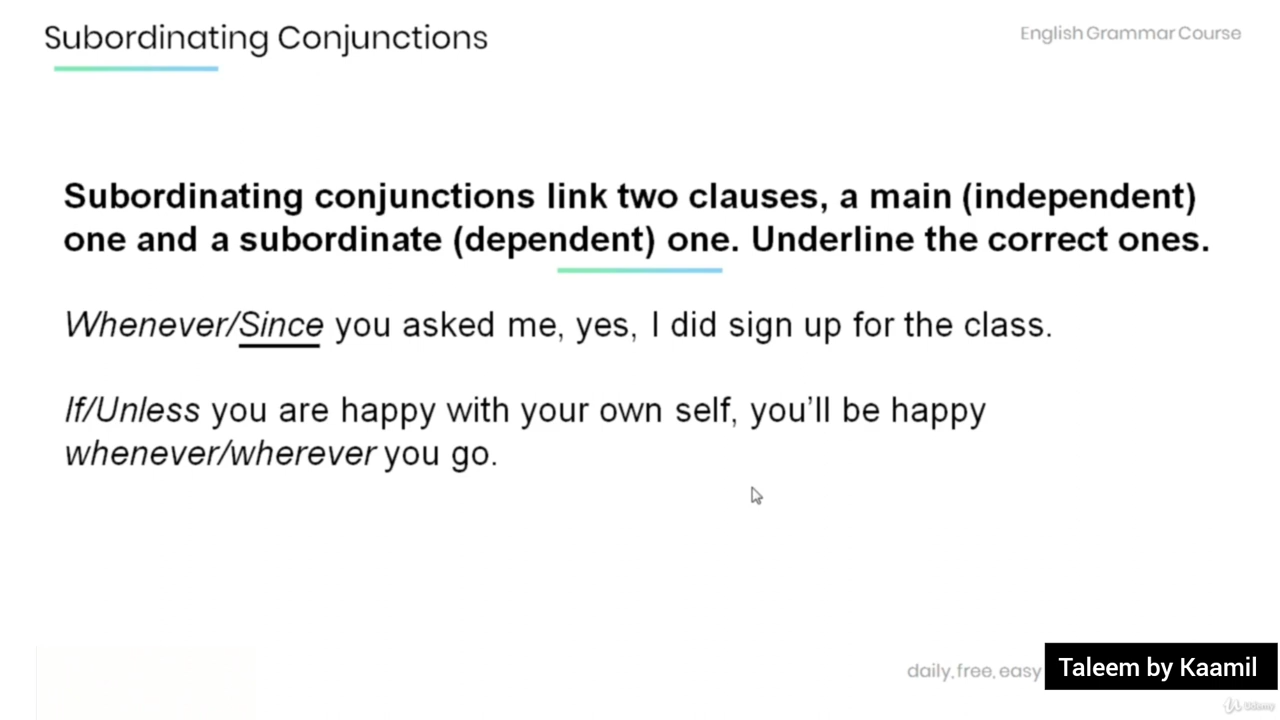 Subordinating Conjunctions
English Grammar Course
Subordinating conjunctions link two clauses, a main (independent)
one and a subordinate (dependent) one. Underline the correct ones.
Whenever/Since you asked me, yes, I did sign up for the class.
If/Unless you are happy with your own self, you’ll be happy
whenever/wherever you go.
daily, free, easy
Taleem by Kaamil
Udemy